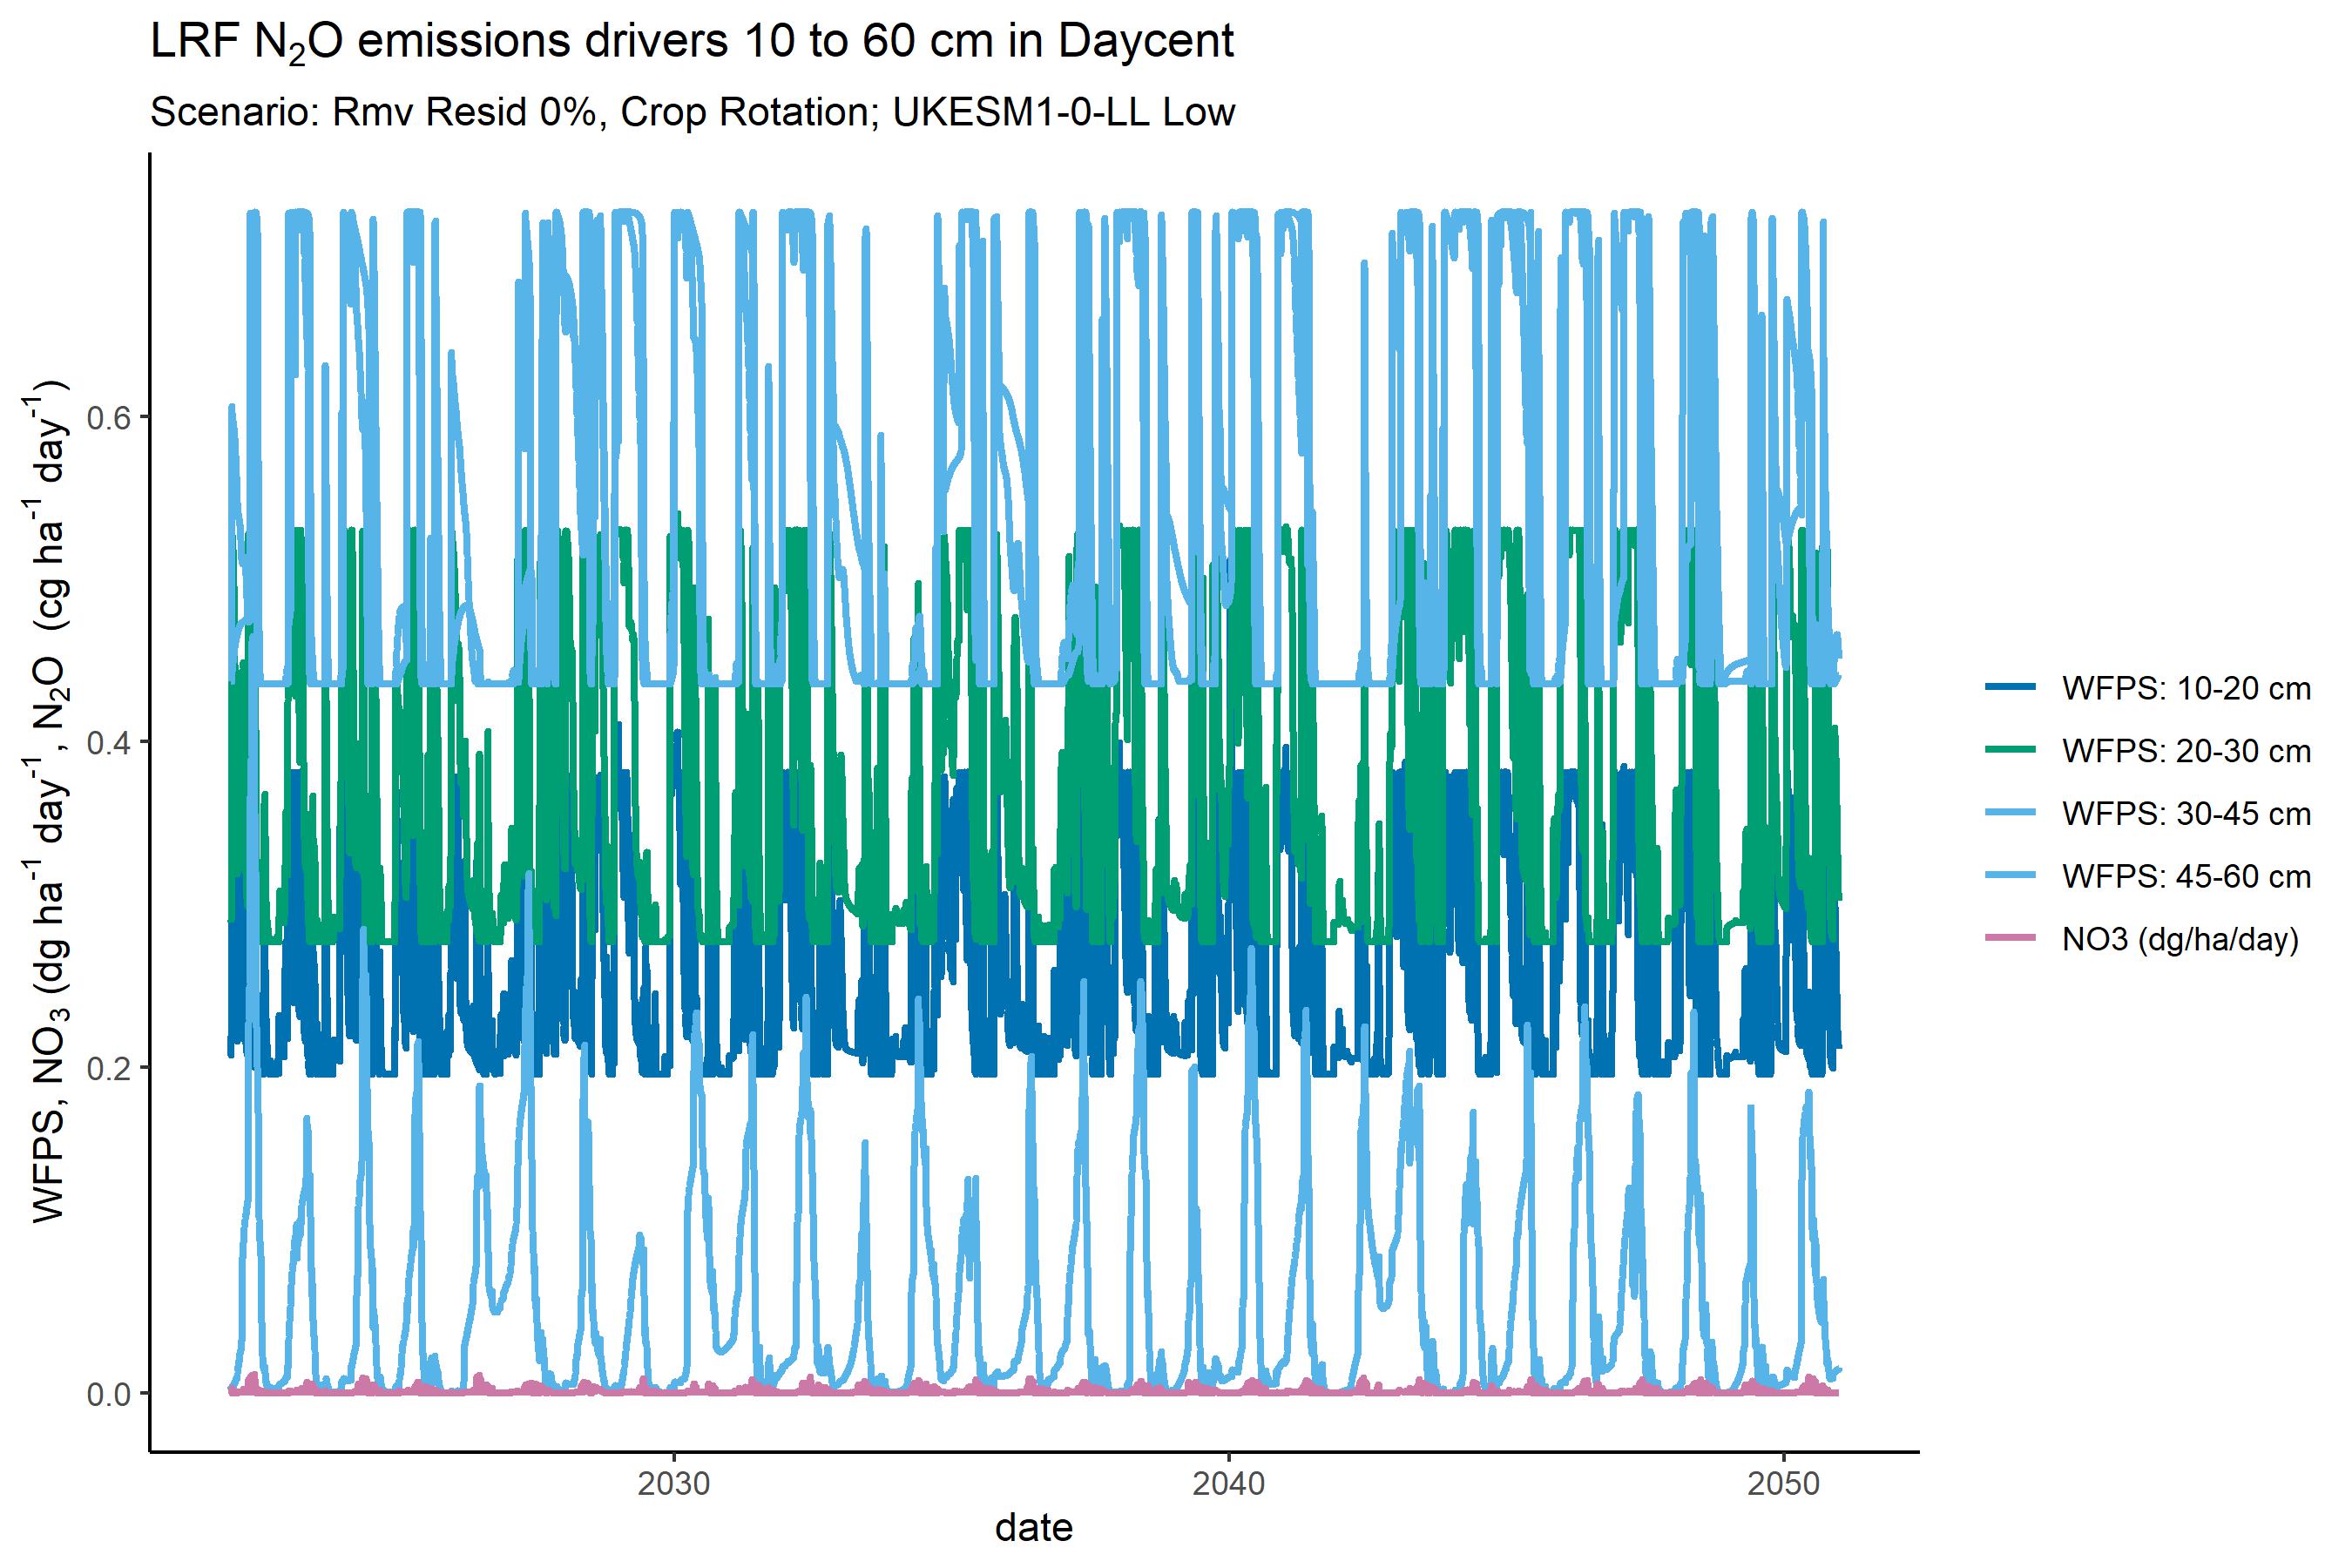 LRF N₂O emissions drivers 10 to 60 cm in Daycent
Scenario: Rmv Resid 0%, Crop Rotation; UKESM1-0-LL Low
WFPS, NO₃ (dg ha⁻¹ day⁻¹, N₂O (cg ha⁻¹ day⁻¹)
0.6
0.4
0.2
0.0
2030 2040 2050
date
WFPS: 10-20 cm
WFPS: 20-30 cm
WFPS: 30-45 cm
WFPS: 45-60 cm
NO3 (dg/ha/day)